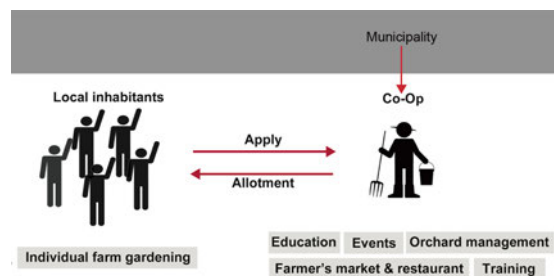 Municipality
Local inhabitants
Co-Op
Apply
Allotment
Individual farm gardening
Education
Events
Orchard management
Farmer's market & restaurant
Training